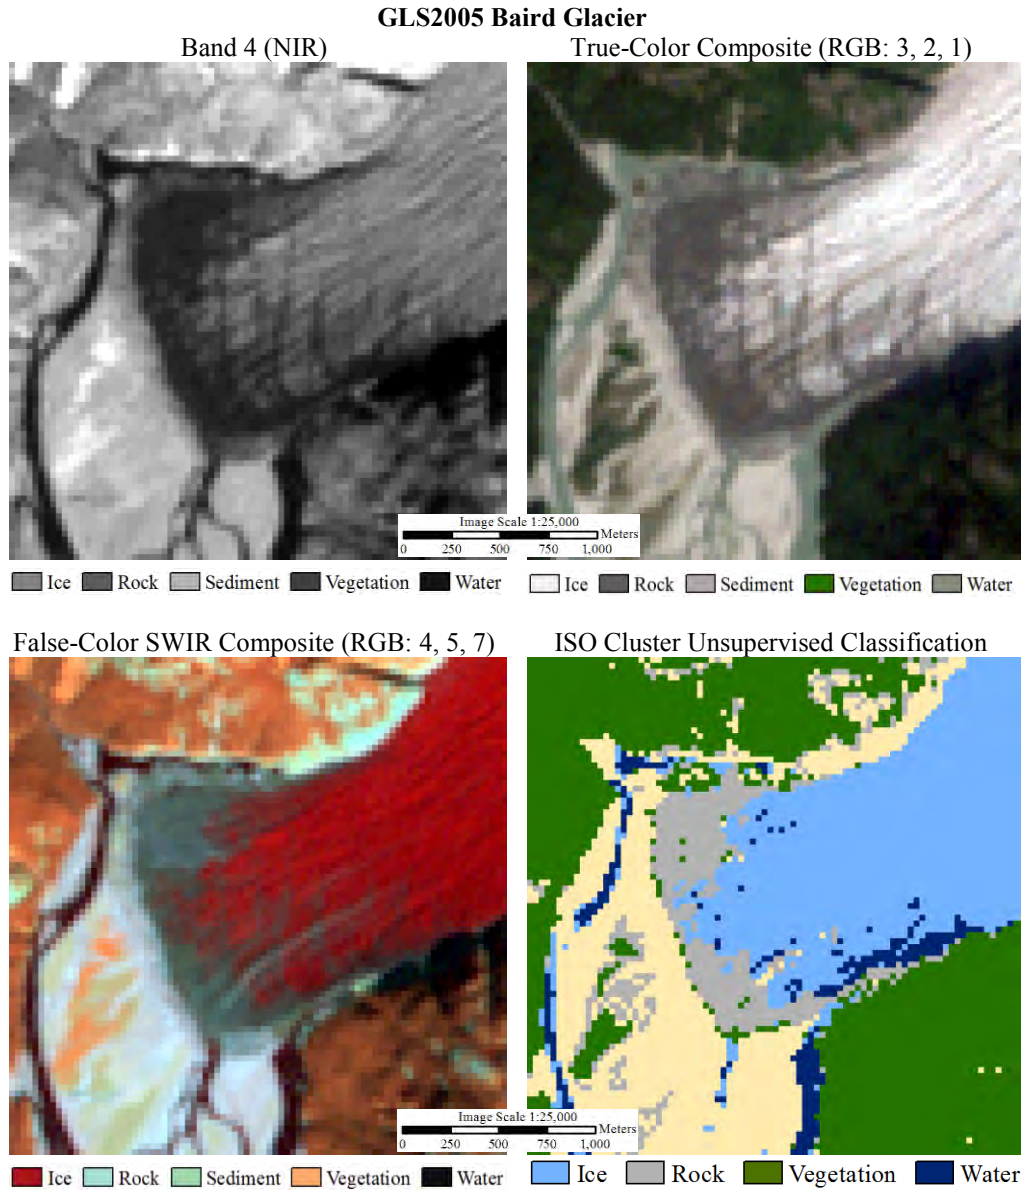 GLS2005 Baird Glacier
Band 4 (NIR)
True-Color Composite (RGB: 3, 2, 1)
Image Scale 1:25,000
Meters
0 250 500 750 1,000
Ice Rock Sediment Vegetation Water
Ice Rock Sediment Vegetation Water
False-Color SWIR Composite (RGB: 4, 5, 7)
ISO Cluster Unsupervised Classification
Image Scale 1:25,000
Meters
0 250 500 750 1,000
Ice Rock Sediment Vegetation Water
Ice Rock Vegetation Water